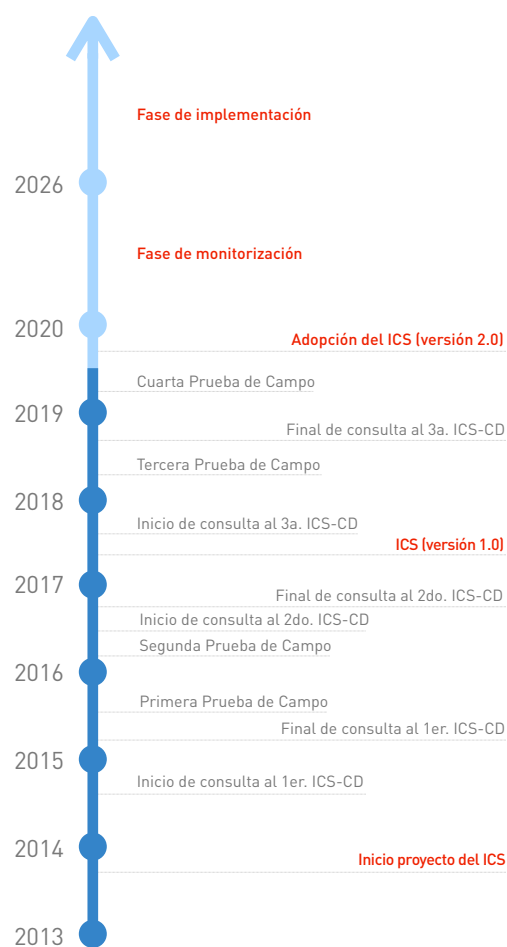 Fase de implementación
2026
Fase de monitorización
2020
Adopción del ICS (versión 2.0)
Cuarta Prueba de Campo
2019
Final de consulta al 3a. ICS-CD
Tercera Prueba de Campo
2018
Inicio de consulta al 3a. ICS-CD
ICS (versión 1.0)
2017
Final de consulta al 2do. ICS-CD
Inicio de consulta al 2do. ICS-CD
Segunda Prueba de Campo
2016
Primera Prueba de Campo
Final de consulta al 1er. ICS-CD
2015
Inicio de consulta al 1er. ICS-CD
2014
Inicio proyecto del ICS
2013